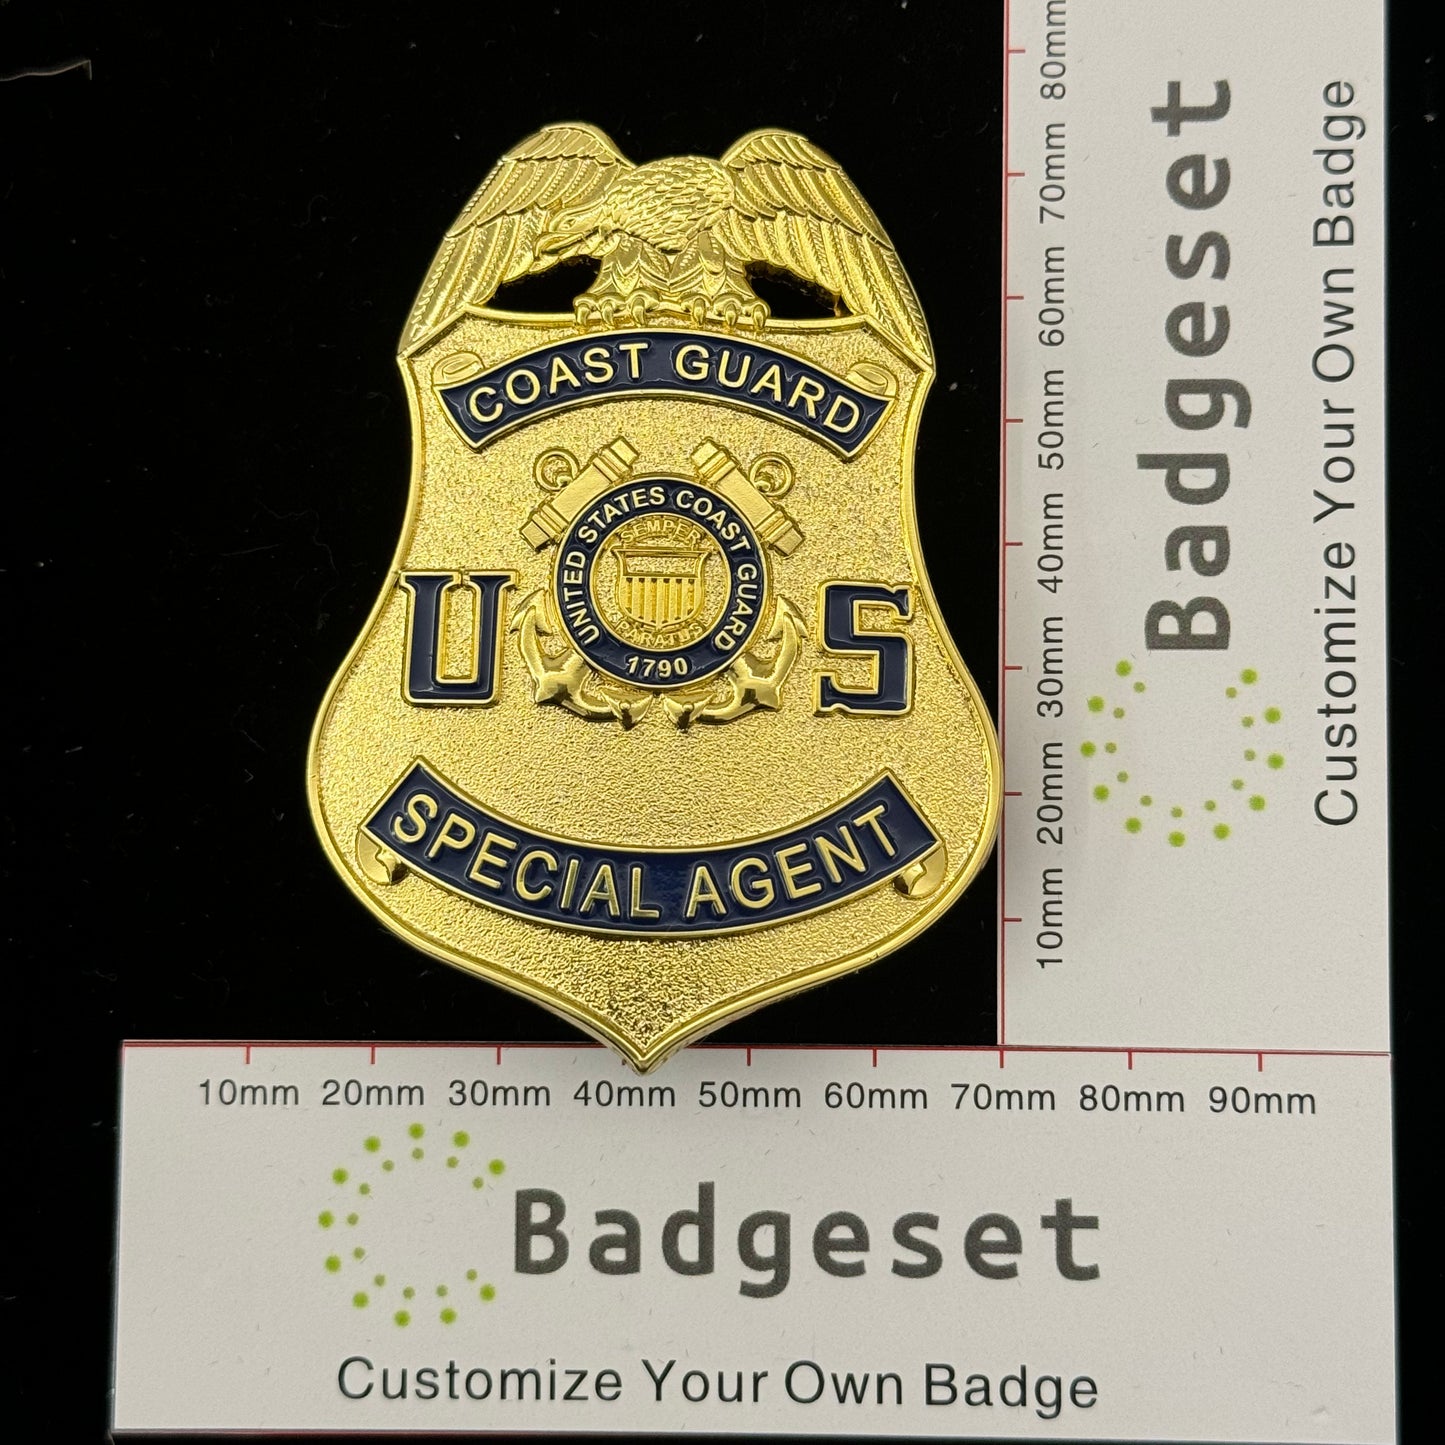 COAST GUARD
UNITED STATES COAST GUARD
SEMPER
PARATUS
1790
U S
SPECIAL AGENT
80mm
70mm
60mm
50mm
40mm
30mm
20mm
10mm
Badgeset
Customize Your Own Badge
10mm 20mm 30mm 40mm 50mm 60mm 70mm 80mm 90mm
Badgeset
Customize Your Own Badge